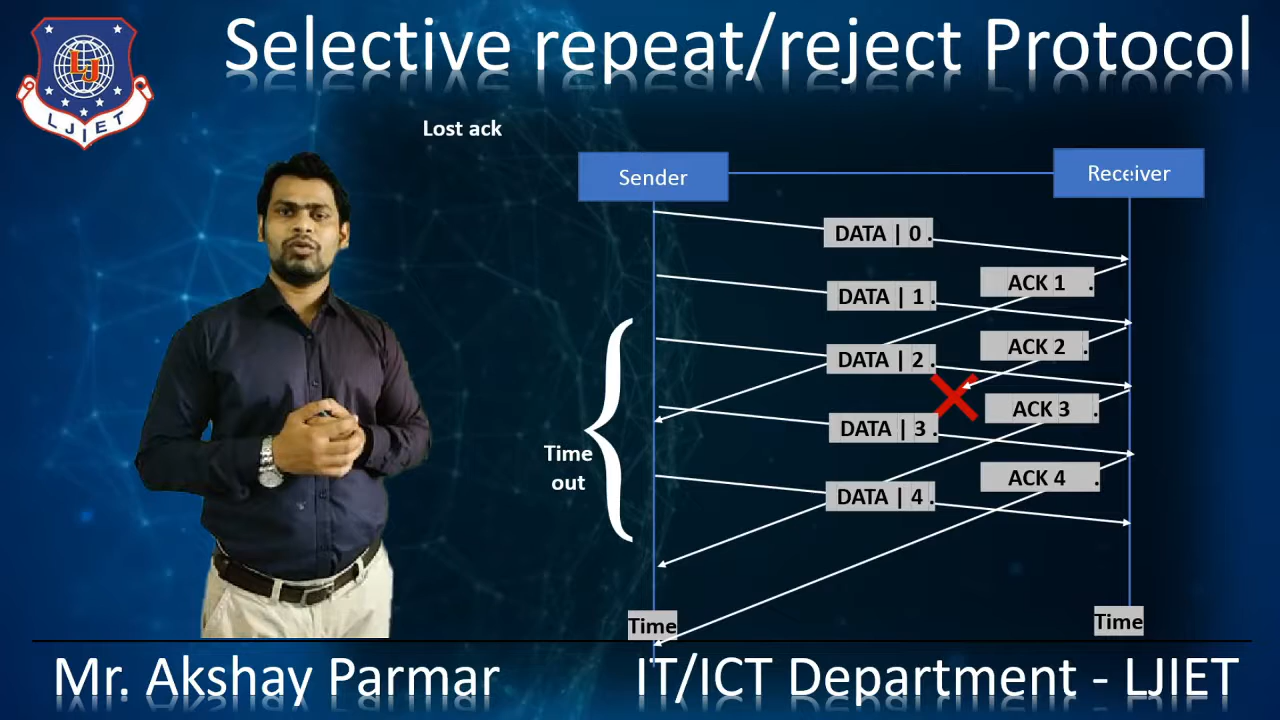 Selective repeat/reject Protocol
LJIET
Lost ack
Sender
Receiver
DATA | 0 .
ACK 1 .
DATA | 1 .
ACK 2 .
DATA | 2 .
ACK 3 .
DATA | 3 .
Time
out
ACK 4 .
DATA | 4 .
Time
Time
Mr. Akshay Parmar
IT/ICT Department - LJIET